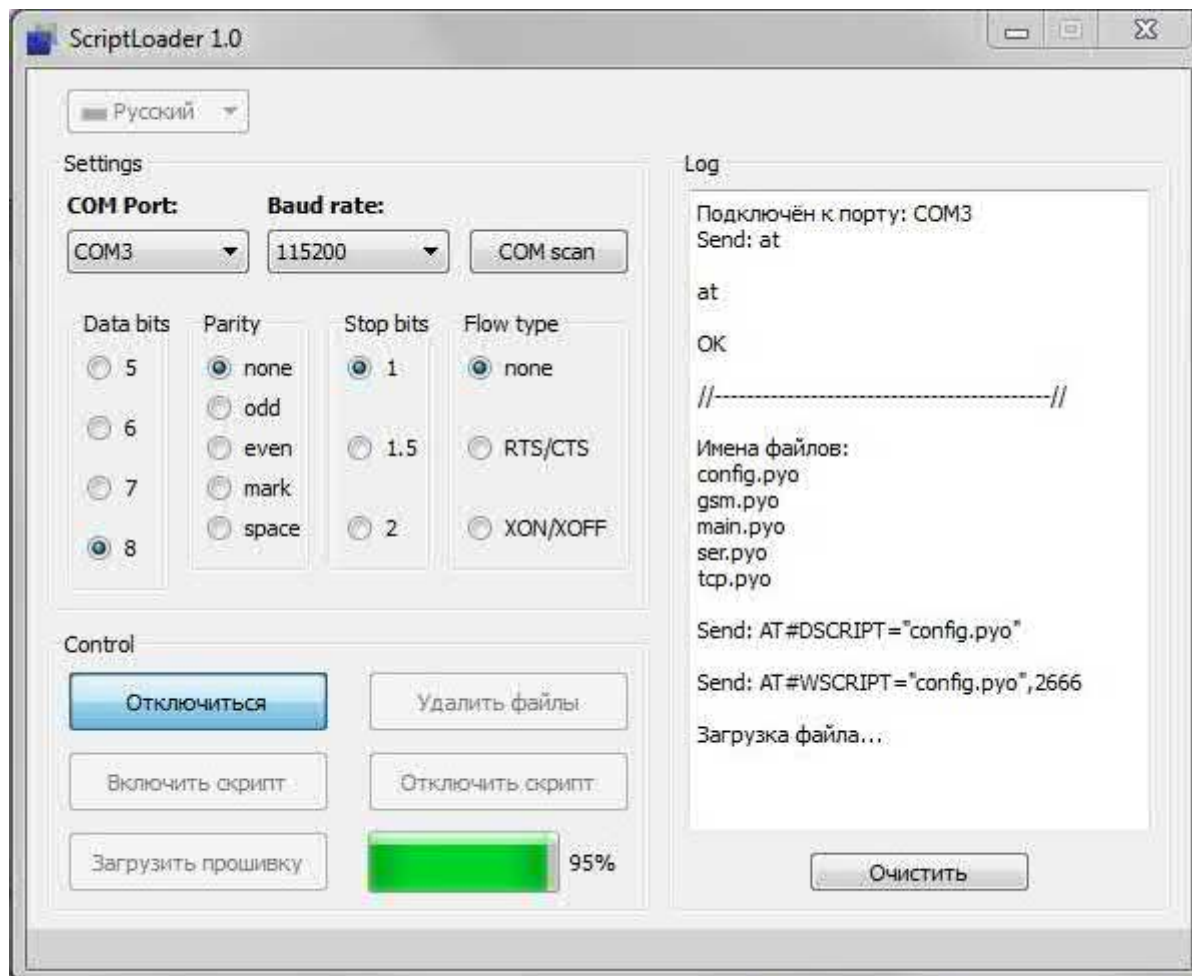 ScriptLoader 1.0
Русский
Settings
COM Port:
Baud rate:
COM3
115200
COM scan
Data bits
5
6
7
8
Parity
none
odd
even
mark
space
Stop bits
1
1.5
2
Flow type
none
RTS/CTS
XON/XOFF
Control
Отключиться
Удалить файлы
Включить скрипт
Отключить скрипт
Загрузить прошивку
95%
Log
Подключён к порту: COM3
Send: at
at
OK
//------------------------------------------//
Имена файлов:
config.pyo
gsm.pyo
main.pyo
ser.pyo
tcp.pyo
Send: AT#DSCRIPT="config.pyo"
Send: AT#WSCRIPT="config.pyo",2666
Загрузка файла...
Очистить